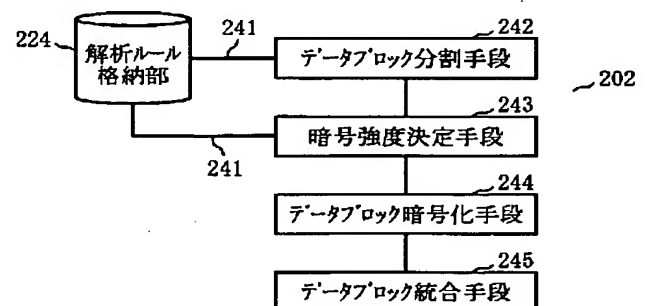 224
解析ルール
格納部
241
242
データブロック分割手段
202
243
暗号強度決定手段
241
244
データブロック暗号化手段
245
データブロック統合手段